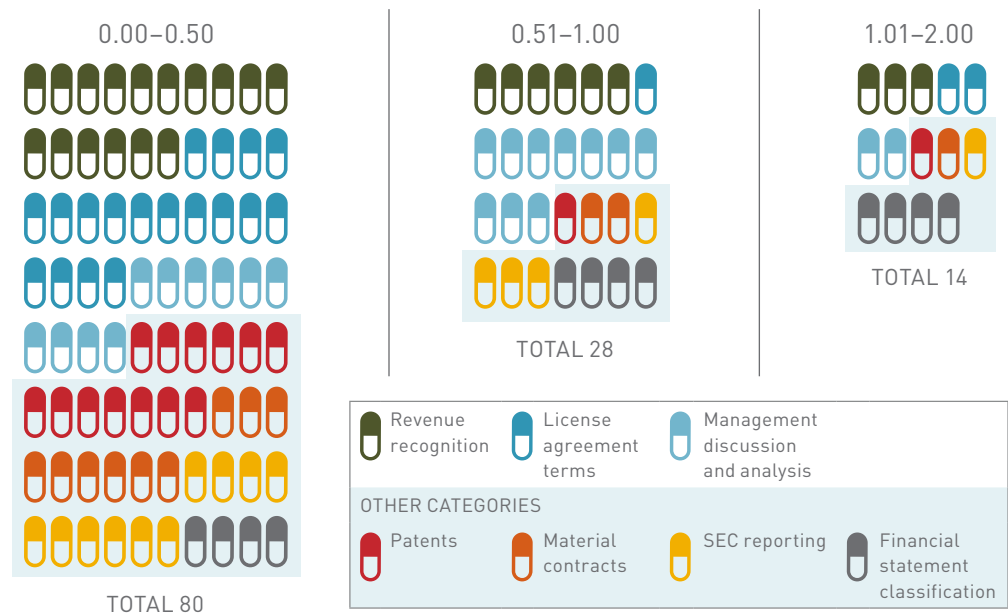 0.00–0.50
0.51–1.00
1.01–2.00
TOTAL 14
TOTAL 28
Revenue
recognition
License
agreement
terms
Management
discussion
and analysis
OTHER CATEGORIES
Patents
Material
contracts
SEC reporting
Financial
statement
classification
TOTAL 80